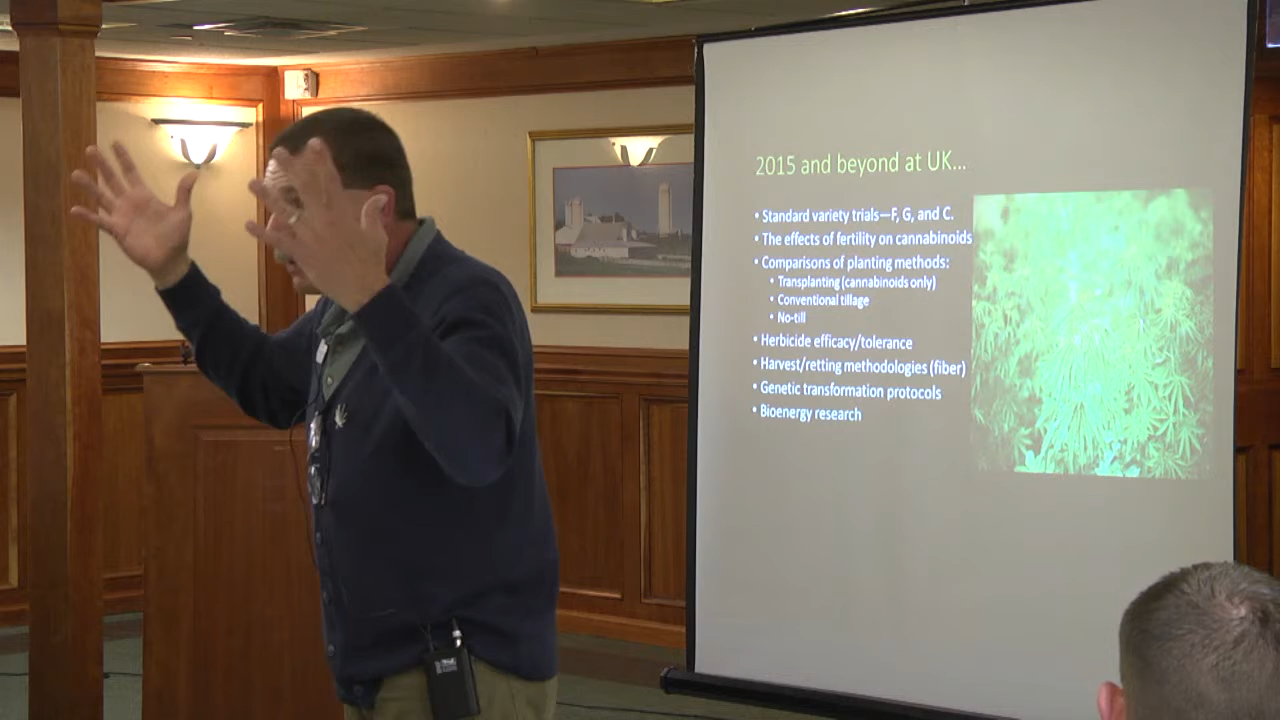 2015 and beyond at UK...
• Standard variety trials—F, G, and C.
• The effects of fertility on cannabinoids
• Comparisons of planting methods:
• Transplanting (cannabinoids only)
• Conventional tillage
• No-till
• Herbicide efficacy/tolerance
• Harvest/retting methodologies (fiber)
• Genetic transformation protocols
• Bioenergy research